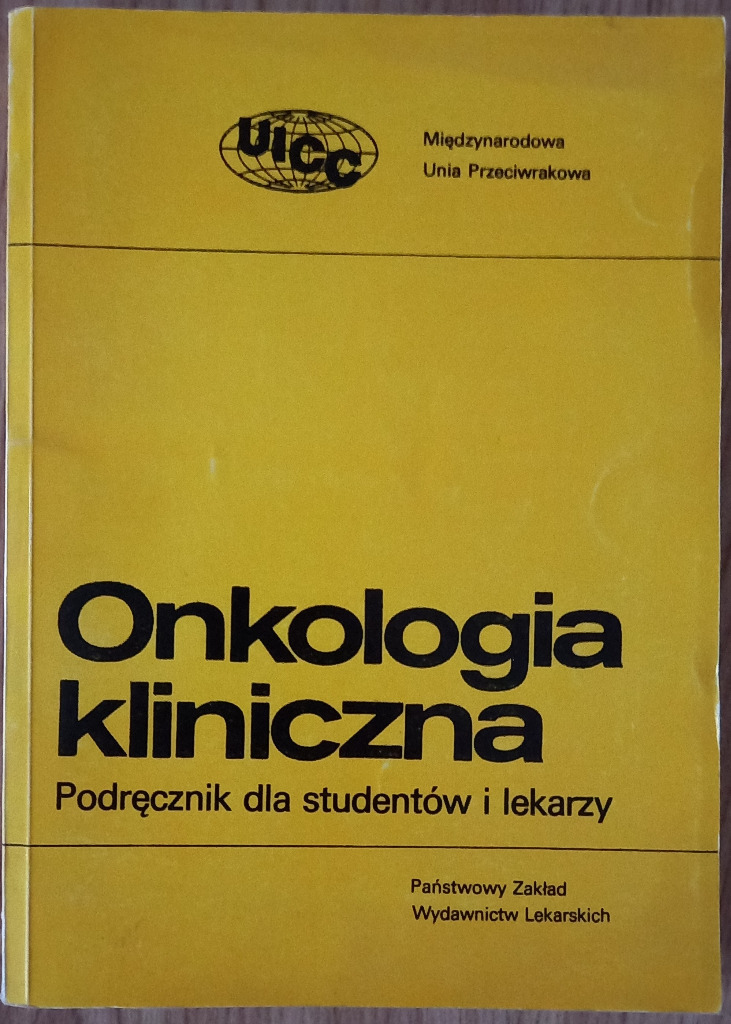 UICC
Międzynarodowa
Unia Przeciwrakowa
Onkologia
kliniczna
Podręcznik dla studentów i lekarzy
Państwowy Zakład
Wydawnictw Lekarskich